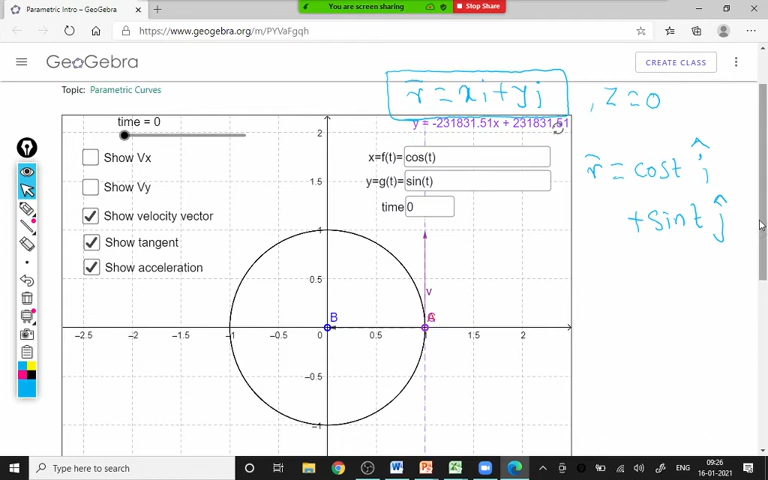 Parametric Intro – GeoGebra
You are screen sharing
Stop Share
https://www.geogebra.org/m/PYVaFgqh
GeoGebra
CREATE CLASS
Topic: Parametric Curves
r̄ = xi + yj , Z = 0
time = 0
y = -231831.51x + 231831.51
Show Vx
x=f(t)= cos(t)
r̄ = cost î
Show Vy
y=g(t)= sin(t)
time 0
Show velocity vector
+ sint ĵ
Show tangent
Show acceleration
2
1.5
1
0.5
v
B
-2.5 -2 -1.5 -1 -0.5 0 0.5 1 1.5 2
-0.5
-1
Type here to search
ENG
09:26
16-01-2021